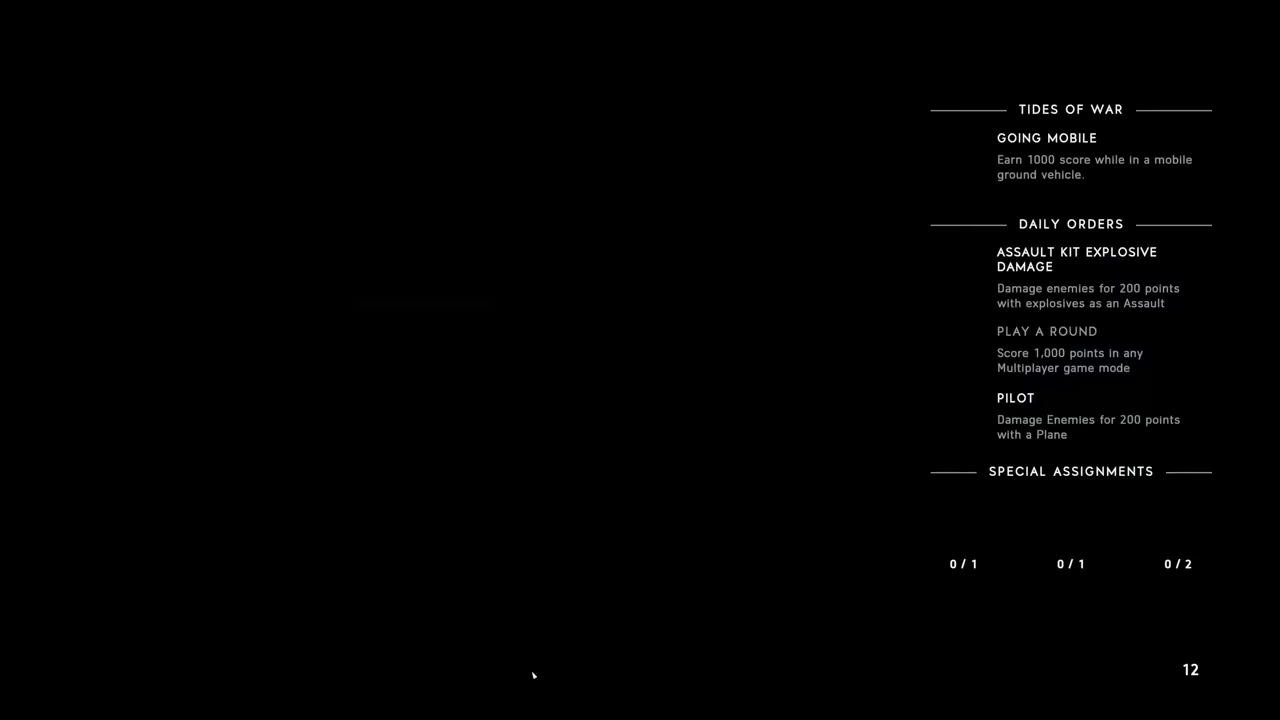 TIDES OF WAR
GOING MOBILE
Earn 1000 score while in a mobile
ground vehicle.
DAILY ORDERS
ASSAULT KIT EXPLOSIVE
DAMAGE
Damage enemies for 200 points
with explosives as an Assault
PLAY A ROUND
Score 1,000 points in any
Multiplayer game mode
PILOT
Damage Enemies for 200 points
with a Plane
SPECIAL ASSIGNMENTS
0 / 1 0 / 1 0 / 2
12